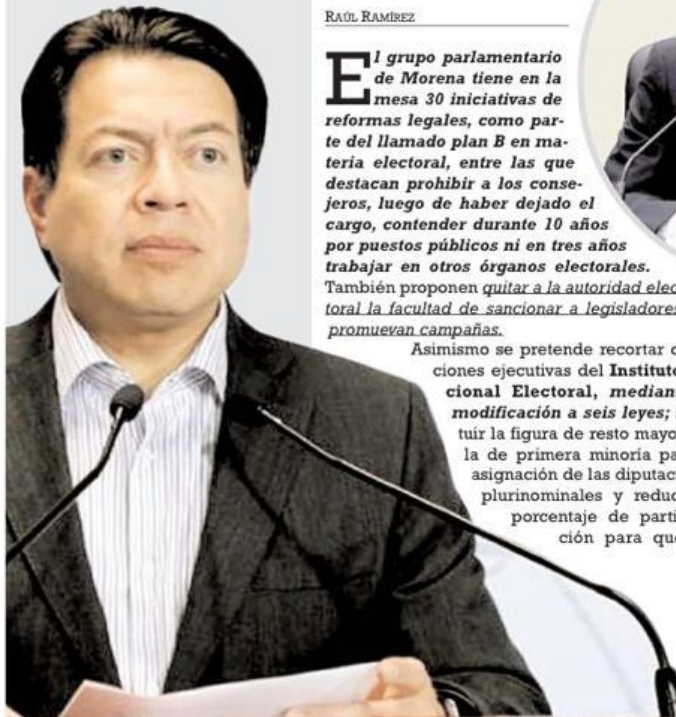 RAÚL RAMÍREZ
El grupo parlamentario
de Morena tiene en la
mesa 30 iniciativas de
reformas legales, como par-
te del llamado plan B en ma-
teria electoral, entre las que
destacan prohibir a los conse-
jeros, luego de haber dejado el
cargo, contender durante 10 años
por puestos públicos ni en tres años
trabajar en otros órganos electorales.
También proponen quitar a la autoridad elec
toral la facultad de sancionar a legisladores
promuevan campañas.
Asimismo se pretende recortar
ciones ejecutivas del Institut
cional Electoral, median
modificación a seis leyes;
tuir la figura de resto mayo
la de primera minoría pa
asignación de las diputac
plurinominales y redu
porcentaje de parti
ción para que